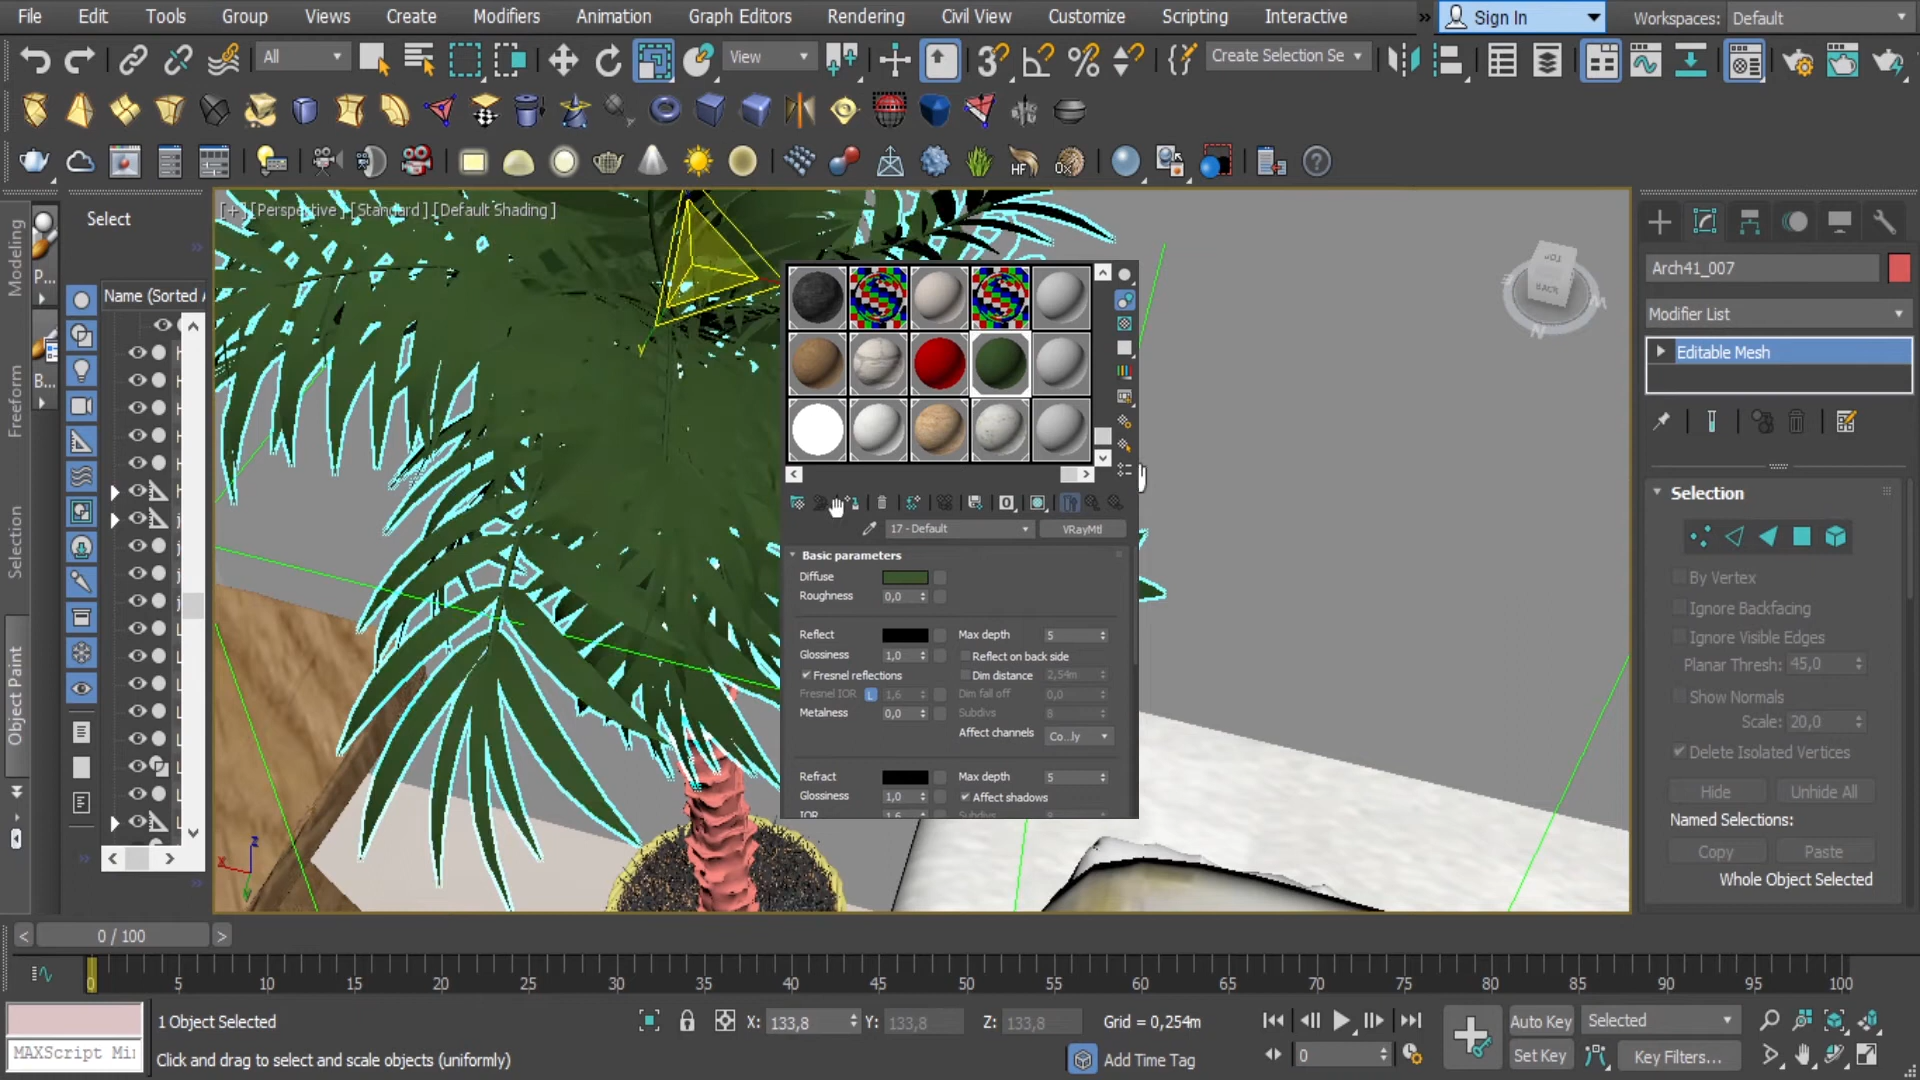 File Edit Tools Group Views Create Modifiers Animation Graph Editors Rendering Civil View Customize Scripting Interactive » Sign In Workspaces: Default
All View Create Selection Se
HF
Select
[+] [Perspective] [Standard] [Default Shading]
Modeling
Freeform
Selection
Object Paint
P...
B...
Name (Sorted A
TOP
BACK
N
y
x
z
Arch41_007
Modifier List
Editable Mesh
Selection
By Vertex
Ignore Backfacing
Ignore Visible Edges
Planar Thresh: 45,0
Show Normals
Scale: 20,0
Delete Isolated Vertices
Hide Unhide All
Named Selections:
Copy Paste
Whole Object Selected
17 - Default VRayMtl
Basic parameters
Diffuse
Roughness 0,0
Reflect Max depth 5
Glossiness 1,0 Reflect on back side
Fresnel reflections Dim distance 2,54m
Fresnel IOR L 1,6 Dim fall off 0,0
Metalness 0,0 Subdivs 8
Affect channels Co...ly
Refract Max depth 5
Glossiness 1,0 Affect shadows
IOR 1,6 Subdivs 8
< 0 / 100 >
0 5 10 15 20 25 30 35 40 45 50 55 60 65 70 75 80 85 90 95 100
1 Object Selected X: 133,8 Y: 133,8 Z: 133,8 Grid = 0,254m Auto Key Selected
MAXScript Mi Click and drag to select and scale objects (uniformly) Add Time Tag 0 Set Key Key Filters...